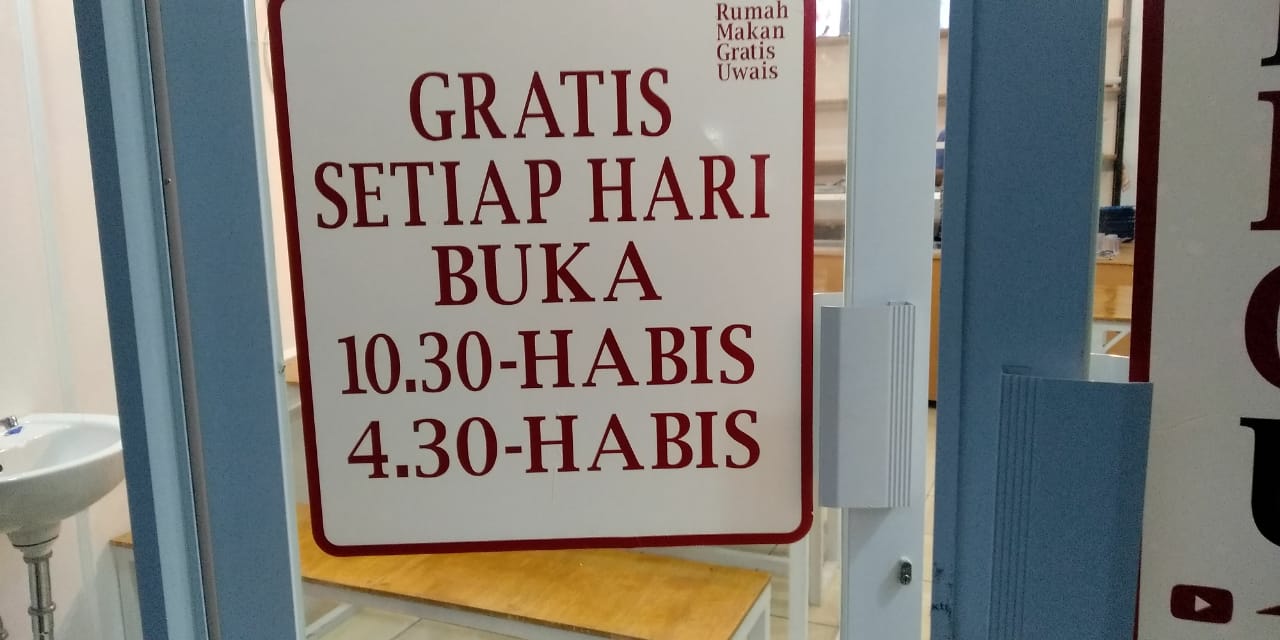 Rumah
Makan
Gratis
Uwais
GRATIS
SETIAP HARI
BUKA
10.30-HABIS
4.30-HABIS